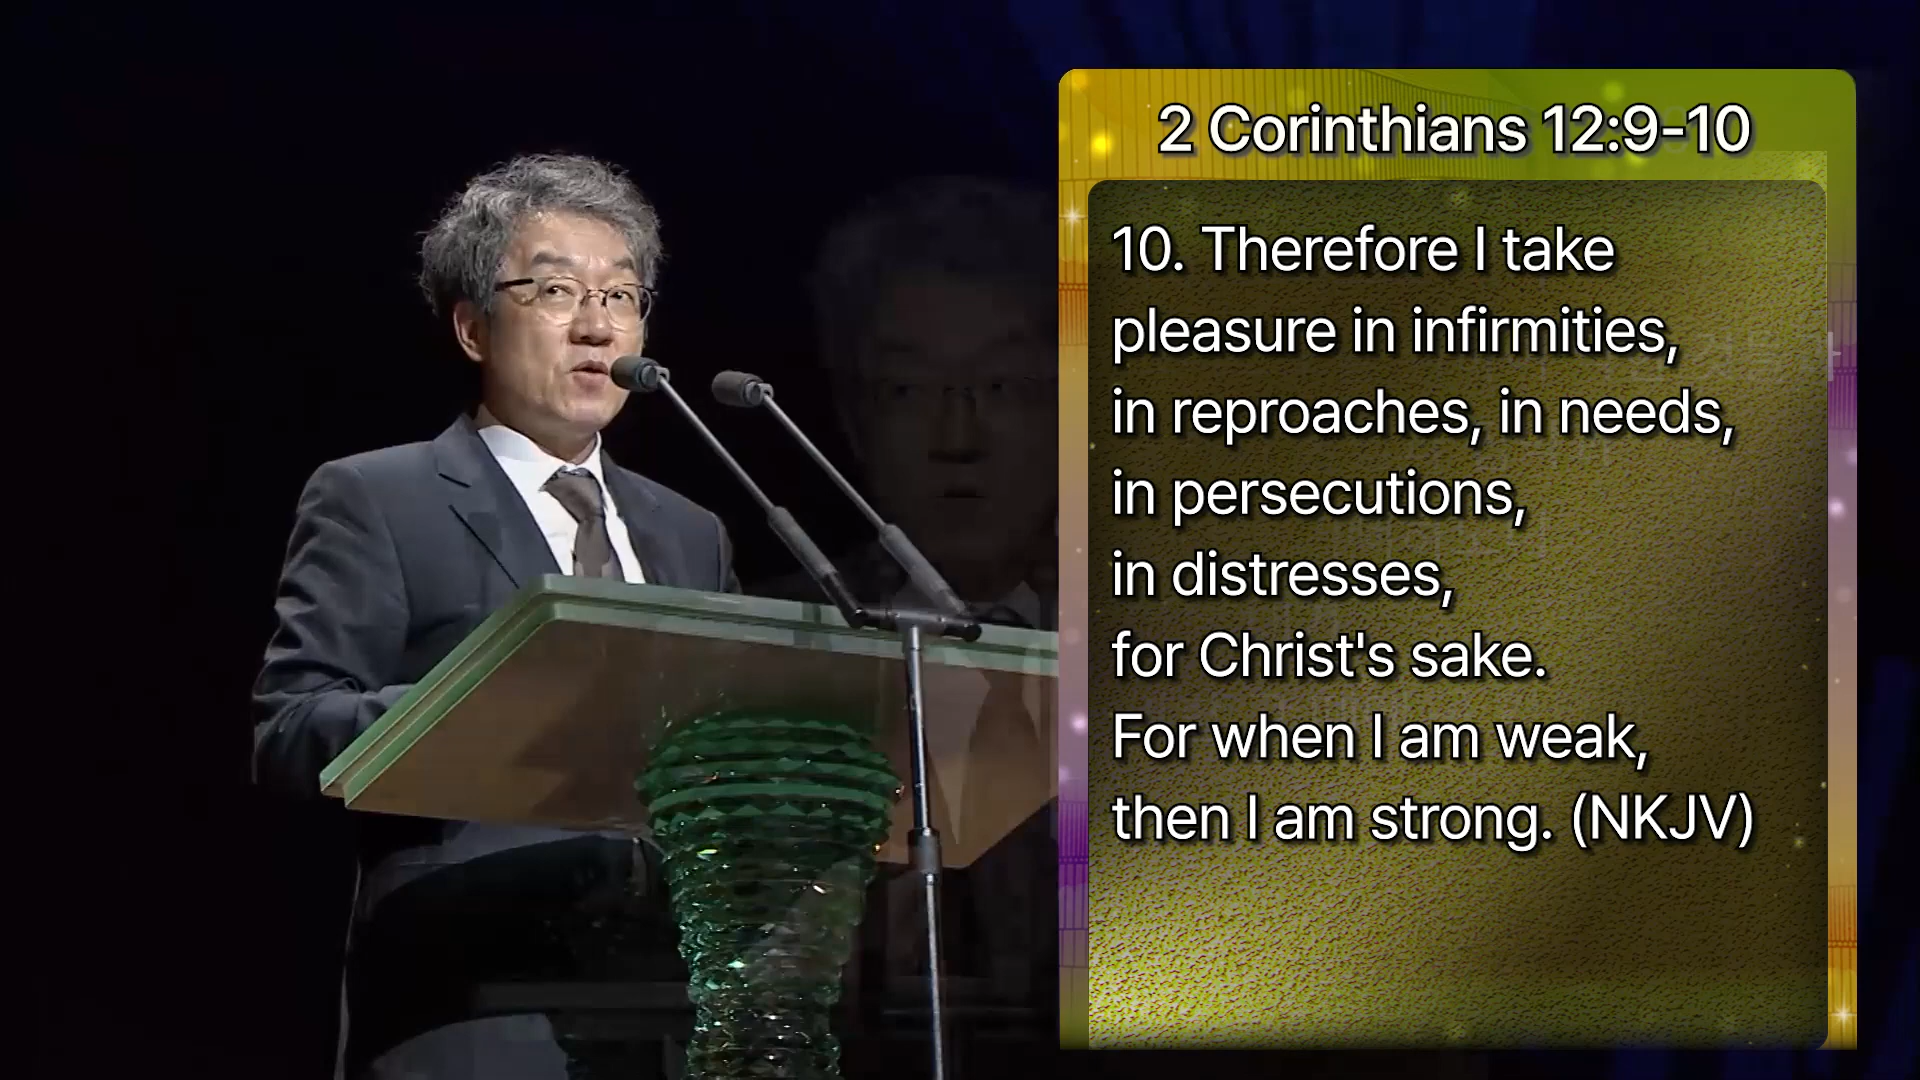 2 Corinthians 12:9-10
10. Therefore I take
pleasure in infirmities,
in reproaches, in needs,
in persecutions,
in distresses,
for Christ's sake.
For when I am weak,
then I am strong. (NKJV)